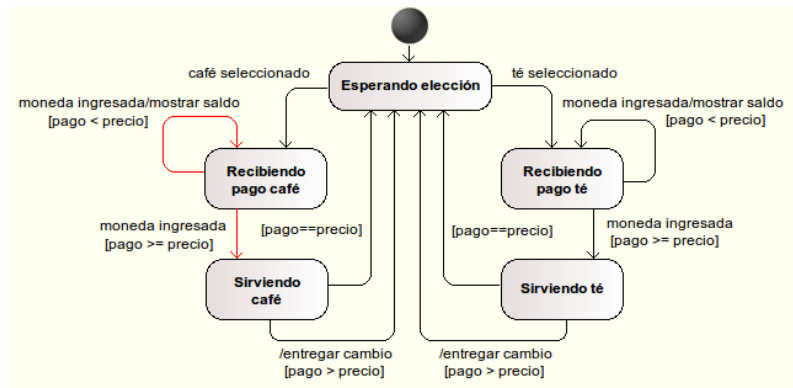 Esperando elección
café seleccionado
té seleccionado
moneda ingresada/mostrar saldo
[pago < precio]
moneda ingresada/mostrar saldo
[pago < precio]
Recibiendo
pago café
Recibiendo
pago té
moneda ingresada
[pago >= precio]
[pago==precio]
[pago==precio]
moneda ingresada
[pago >= precio]
Sirviendo
café
Sirviendo té
/entregar cambio
[pago > precio]
/entregar cambio
[pago > precio]